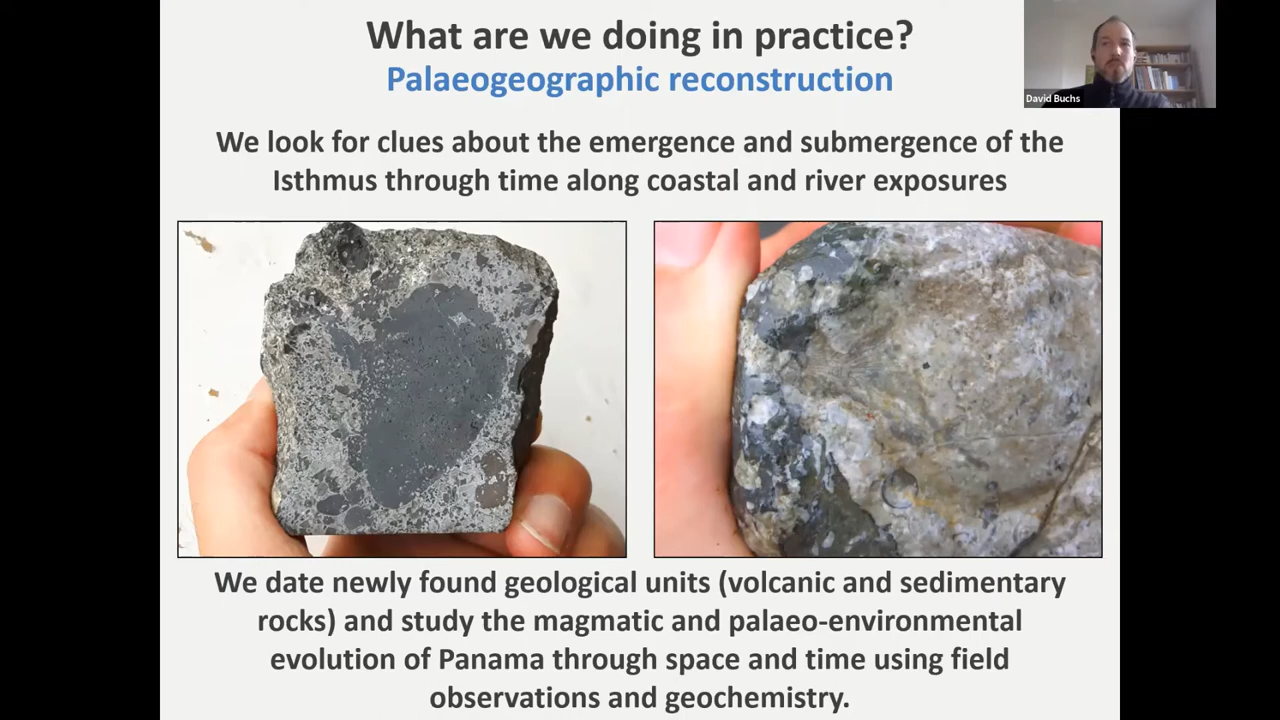 What are we doing in practice?
Palaeogeographic reconstruction
David Buchs
We look for clues about the emergence and submergence of the
Isthmus through time along coastal and river exposures
We date newly found geological units (volcanic and sedimentary
rocks) and study the magmatic and palaeo-environmental
evolution of Panama through space and time using field
observations and geochemistry.